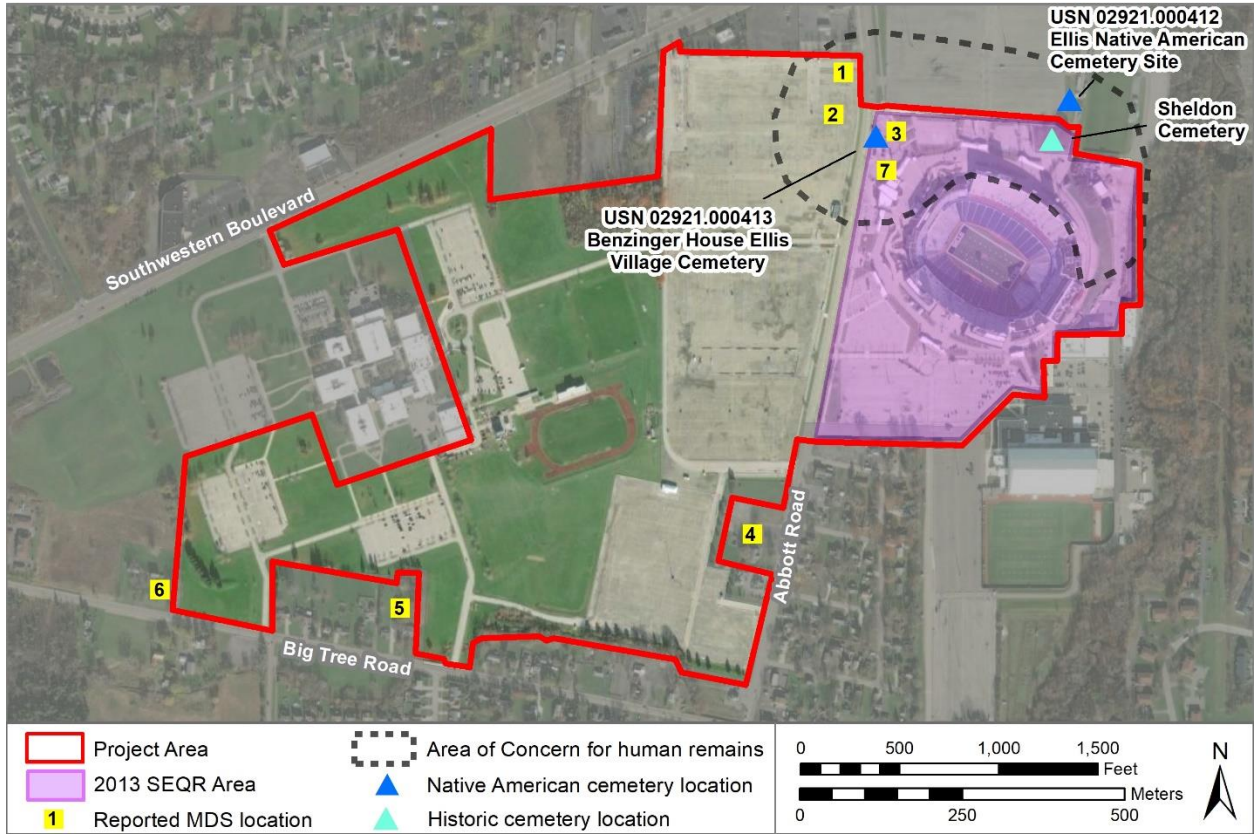 USN 02921.000412
Ellis Native American
Cemetery Site
Sheldon
Cemetery
1
2
3
7
USN 02921.000413
Benzinger House Ellis
Village Cemetery
Southwestern Boulevard
4
Abbott Road
5
6
Big Tree Road
Project Area
2013 SEQR Area
1 Reported MDS location
Area of Concern for human remains
Native American cemetery location
Historic cemetery location
0 500 1,000 1,500
Feet
Meters
0 250 500
N